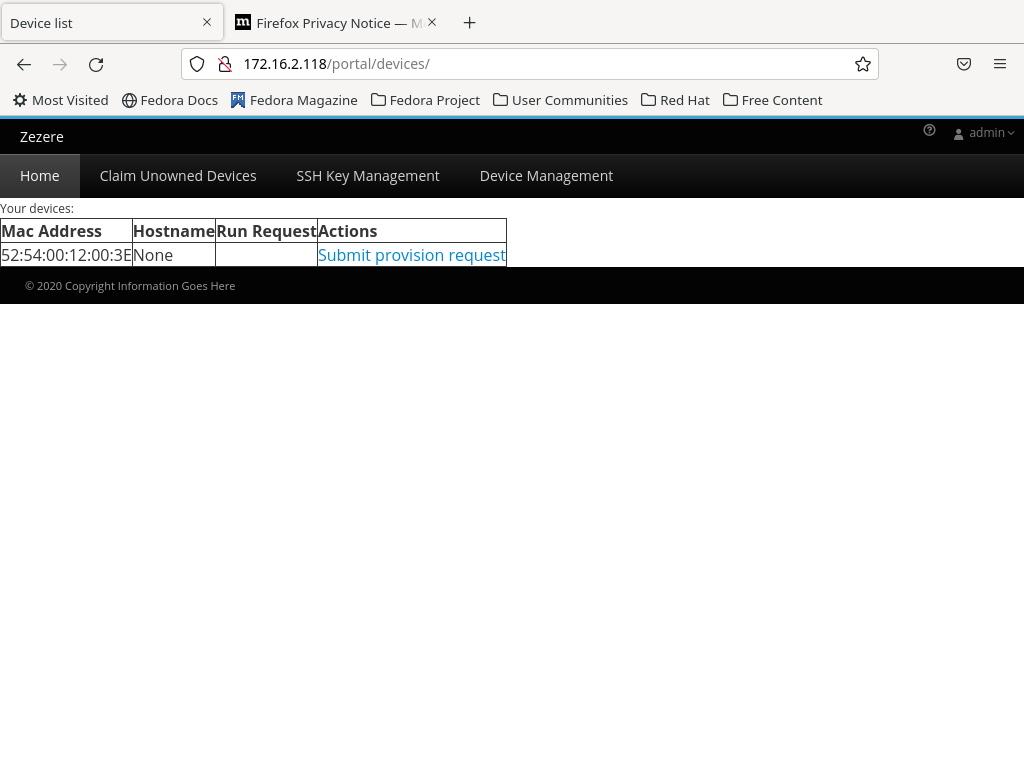 Device list
m Firefox Privacy Notice — M
172.16.2.118/portal/devices/
Most Visited Fedora Docs FM Fedora Magazine Fedora Project User Communities Red Hat Free Content
Zezere admin
Home Claim Unowned Devices SSH Key Management Device Management
Your devices:
Mac Address Hostname Run Request Actions
52:54:00:12:00:3E None Submit provision request
© 2020 Copyright Information Goes Here